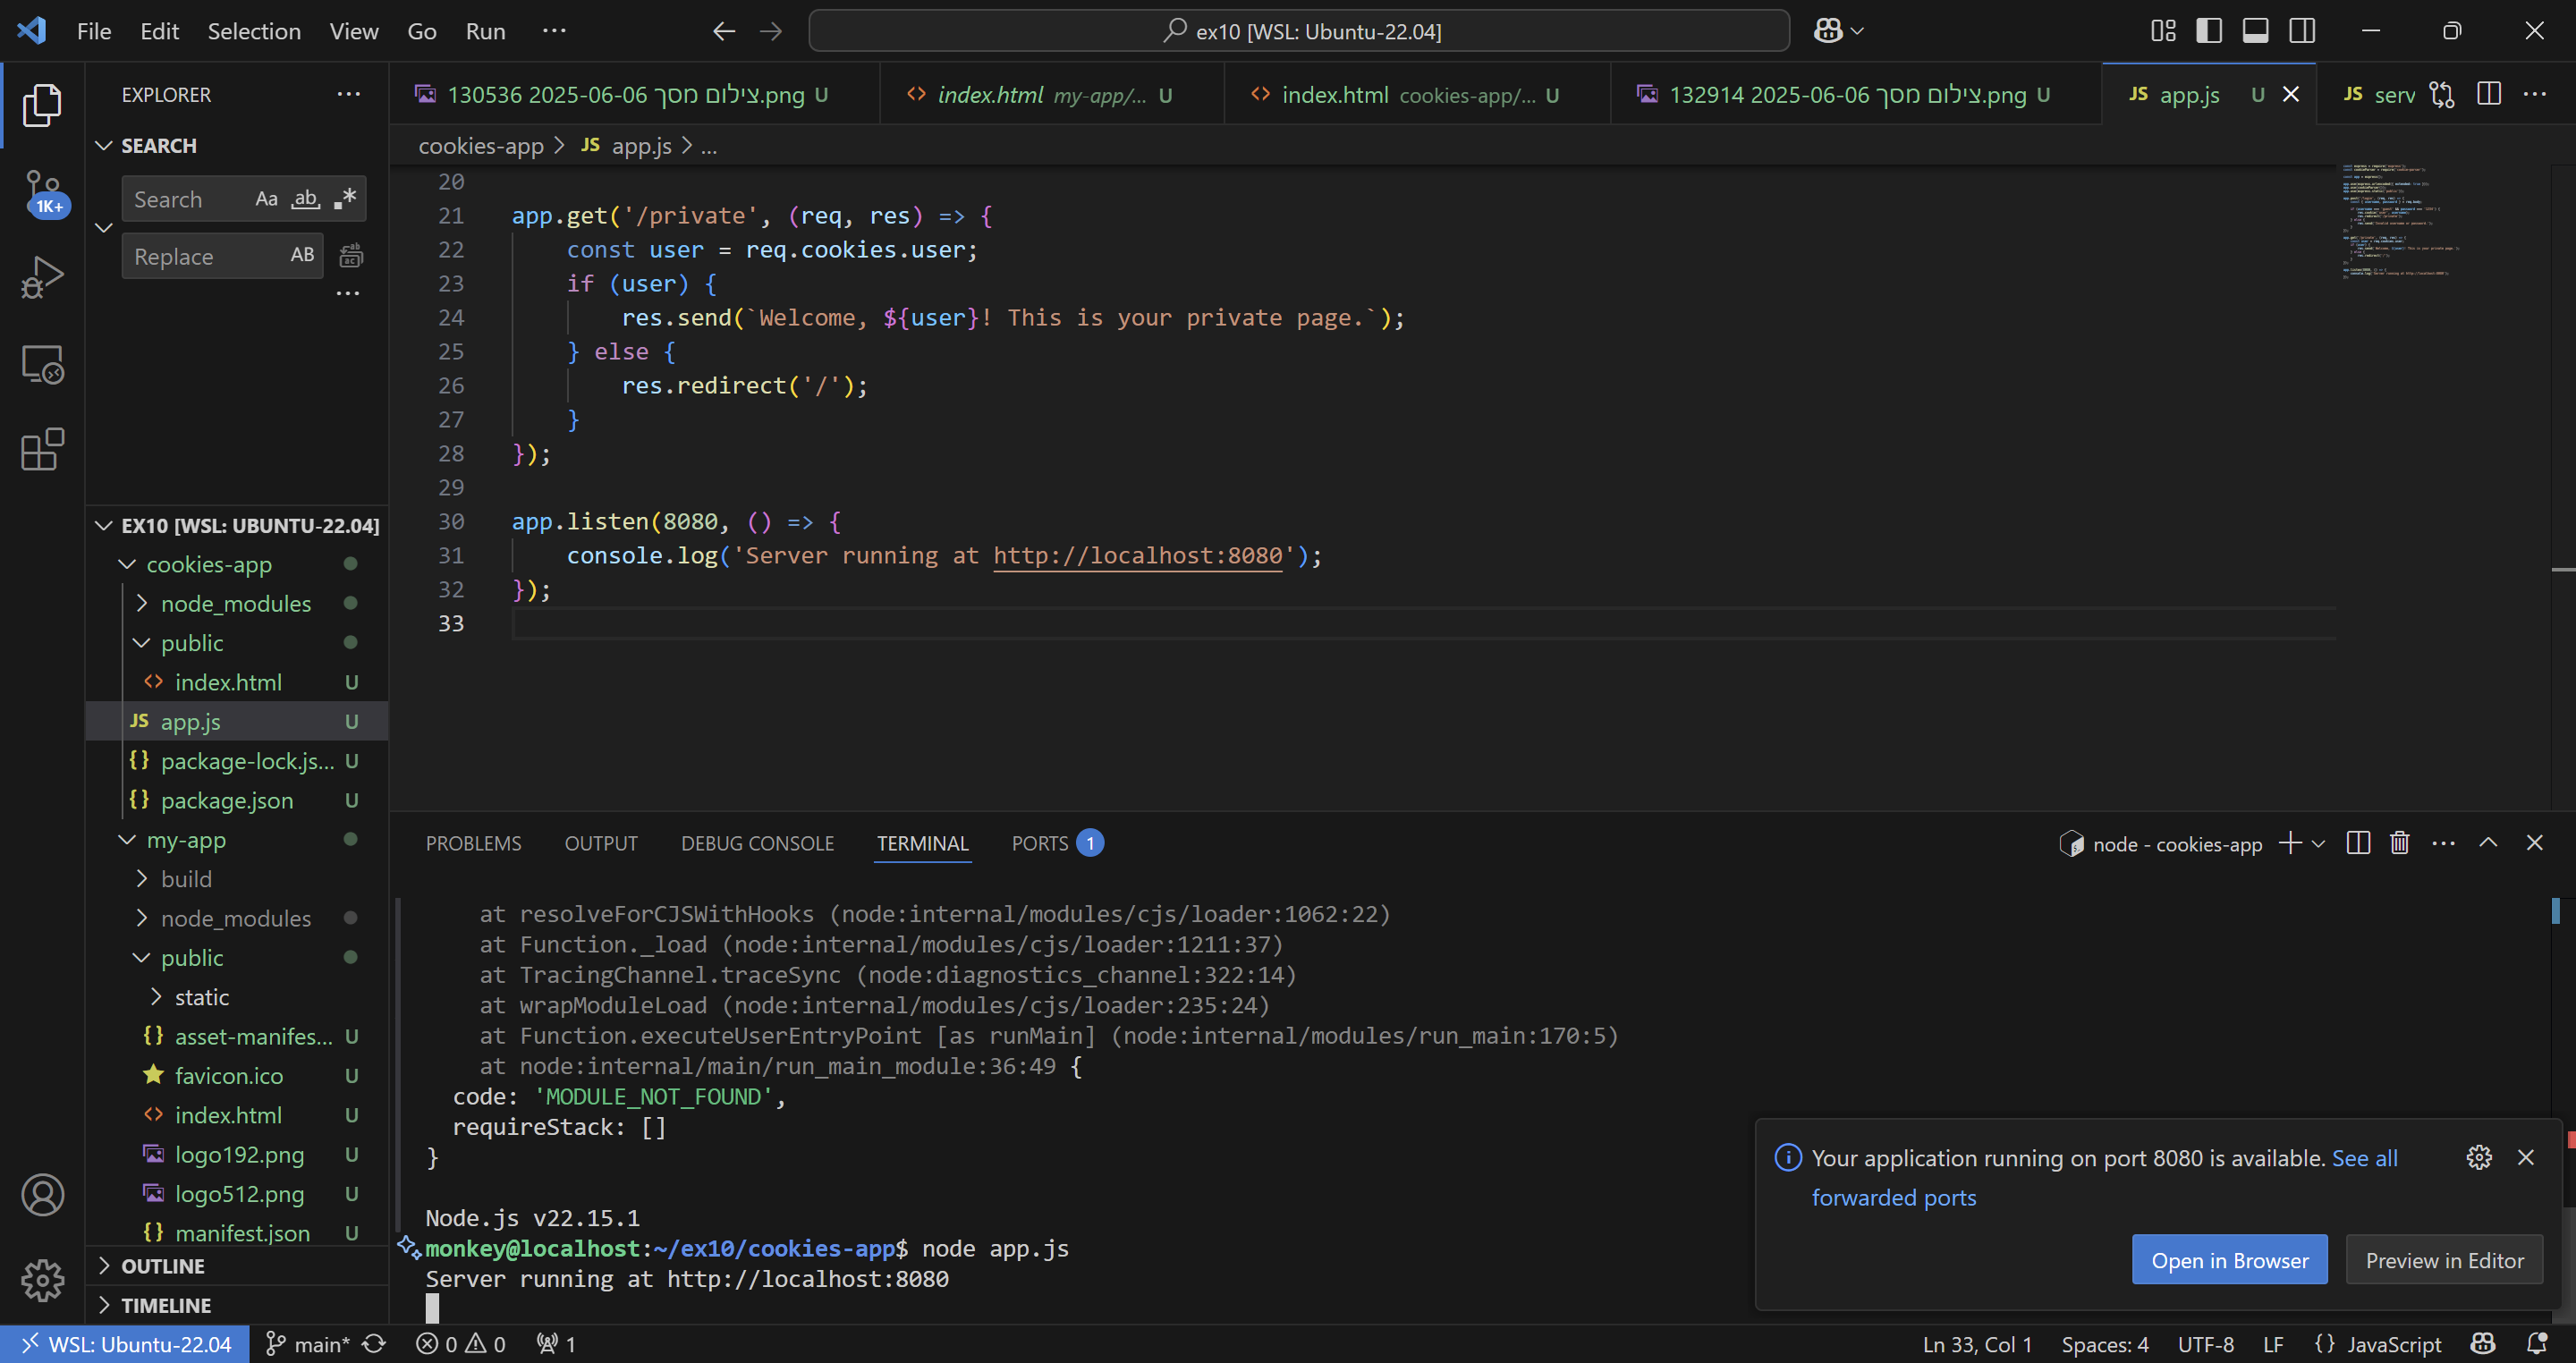 File Edit Selection View Go Run ···
ex10 [WSL: Ubuntu-22.04]
EXPLORER ···
SEARCH
Search Aa ab .*
Replace AB
···
1K+
EX10 [WSL: UBUNTU-22.04]
cookies-app
node_modules
public
index.html U
JS app.js U
{} package-lock.js... U
{} package.json U
my-app
build
node_modules
public
static
{} asset-manifes... U
favicon.ico U
index.html U
logo192.png U
logo512.png U
{} manifest.json U
OUTLINE
TIMELINE
צילום מסך 2025-06-06 130536.png U
index.html my-app/... U
index.html cookies-app/... U
צילום מסך 2025-06-06 132914.png U
JS app.js U
JS serv
cookies-app > JS app.js > ...
20
21 app.get('/private', (req, res) => {
22 const user = req.cookies.user;
23 if (user) {
24 res.send(`Welcome, ${user}! This is your private page.`);
25 } else {
26 res.redirect('/');
27 }
28 });
29
30 app.listen(8080, () => {
31 console.log('Server running at http://localhost:8080');
32 });
33
PROBLEMS OUTPUT DEBUG CONSOLE TERMINAL PORTS 1
node - cookies-app
at resolveForCJSWithHooks (node:internal/modules/cjs/loader:1062:22)
at Function._load (node:internal/modules/cjs/loader:1211:37)
at TracingChannel.traceSync (node:diagnostics_channel:322:14)
at wrapModuleLoad (node:internal/modules/cjs/loader:235:24)
at Function.executeUserEntryPoint [as runMain] (node:internal/modules/run_main:170:5)
at node:internal/main/run_main_module:36:49 {
code: 'MODULE_NOT_FOUND',
requireStack: []
}
Node.js v22.15.1
monkey@localhost:~/ex10/cookies-app$ node app.js
Server running at http://localhost:8080
Your application running on port 8080 is available. See all
forwarded ports
Open in Browser
Preview in Editor
WSL: Ubuntu-22.04 main* 0 0 1
Ln 33, Col 1 Spaces: 4 UTF-8 LF {} JavaScript